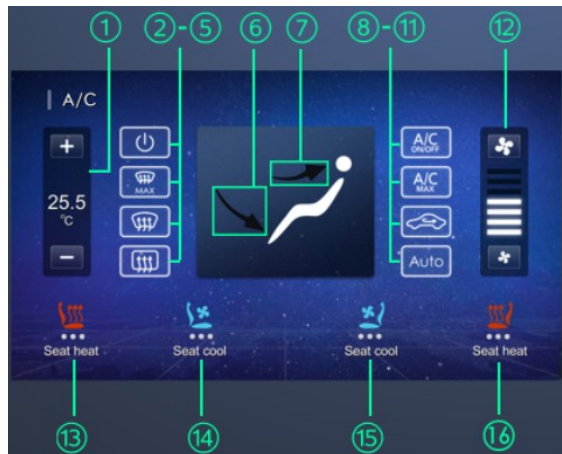 ① ②-⑤ ⑥ ⑦ ⑧-⑪ ⑫
A/C
+
25.5
℃
−
MAX
A/C
ON/OFF
A/C
MAX
Auto
Seat heat
Seat cool
Seat cool
Seat heat
⑬ ⑭ ⑮ ⑯